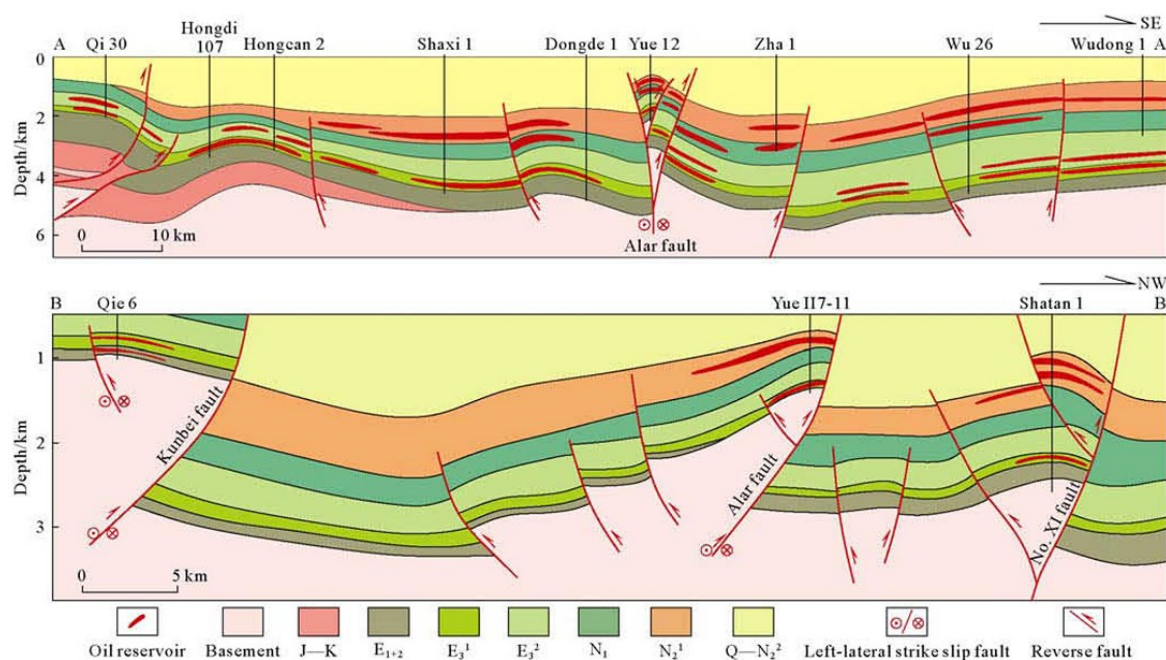 SE
A Qi 30 Hongdi 107 Hongcan 2 Shaxi 1 Dongde 1 Yue 12 Zha 1 Wu 26 Wudong 1 A
0
2
4
6
Depth/km
0 10 km
Alar fault
NW
B Qie 6 Yue II7-11 Shatan 1 B
1
2
3
Depth/km
Kunbei fault
Alar fault
No. XI fault
0 5 km
Oil reservoir Basement J—K E₁₊₂ E₃¹ E₃² N₁ N₂¹ Q—N₂² Left-lateral strike slip fault Reverse fault